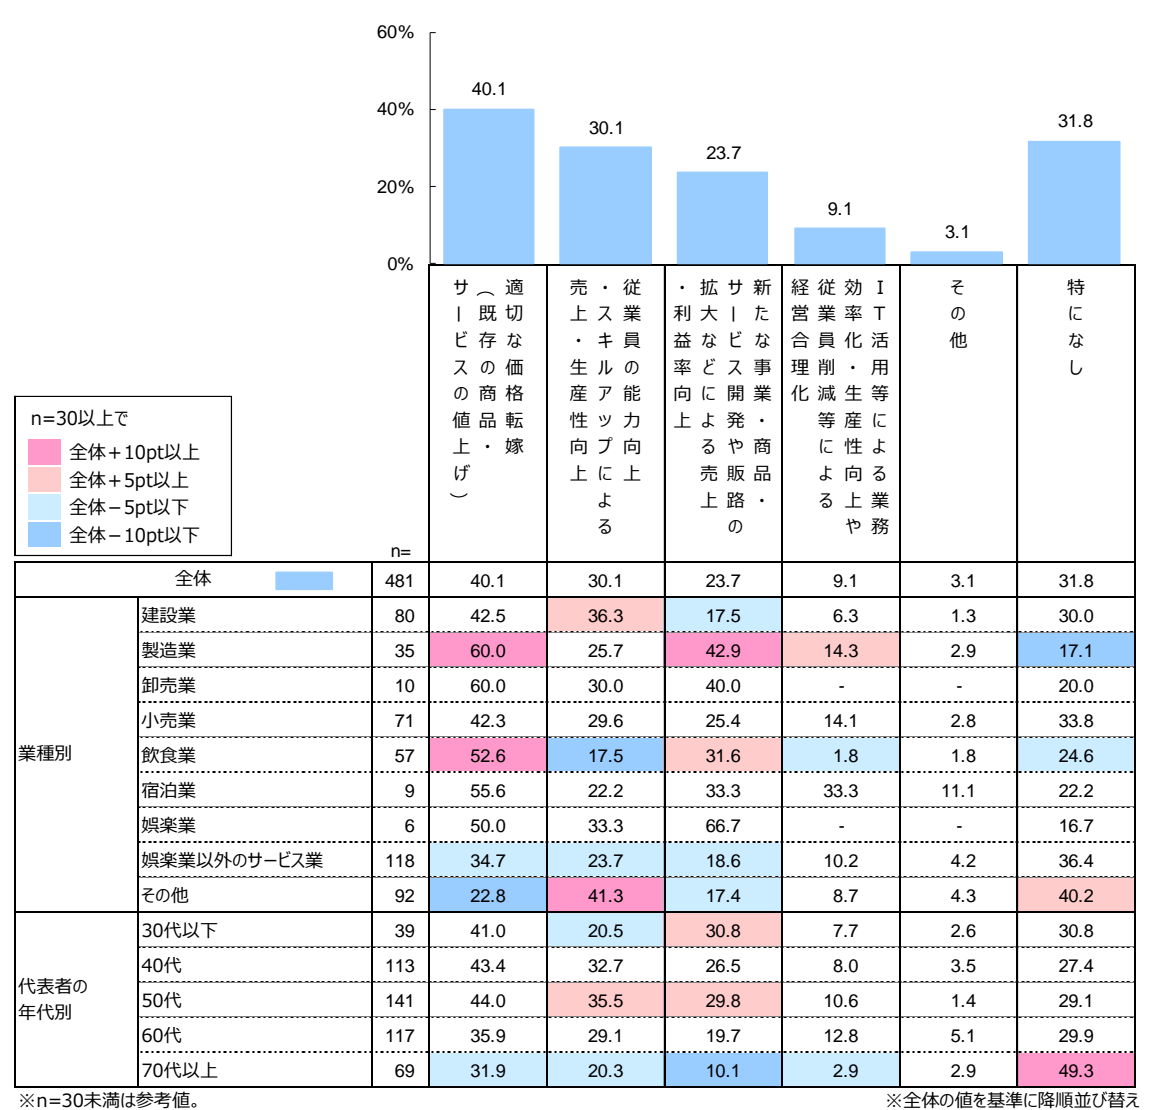 60%
40%
20%
0%
40.1
30.1
23.7
9.1
3.1
31.8
適切な価格転嫁
（既存の商品・
サービスの値上げ）
従業員の能力向上
・スキルアップによる
売上・生産性向上
新たな事業・商品・
サービス開発や販路の
拡大などによる売上
・利益率向上
IT活用等による業務
効率化・生産性向上や
従業員削減等による
経営合理化
その他
特になし
n=30以上で
全体＋10pt以上
全体＋5pt以上
全体－5pt以下
全体－10pt以下
n=
全体 481 40.1 30.1 23.7 9.1 3.1 31.8
業種別
建設業 80 42.5 36.3 17.5 6.3 1.3 30.0
製造業 35 60.0 25.7 42.9 14.3 2.9 17.1
卸売業 10 60.0 30.0 40.0 - - 20.0
小売業 71 42.3 29.6 25.4 14.1 2.8 33.8
飲食業 57 52.6 17.5 31.6 1.8 1.8 24.6
宿泊業 9 55.6 22.2 33.3 33.3 11.1 22.2
娯楽業 6 50.0 33.3 66.7 - - 16.7
娯楽業以外のサービス業 118 34.7 23.7 18.6 10.2 4.2 36.4
その他 92 22.8 41.3 17.4 8.7 4.3 40.2
代表者の
年代別
30代以下 39 41.0 20.5 30.8 7.7 2.6 30.8
40代 113 43.4 32.7 26.5 8.0 3.5 27.4
50代 141 44.0 35.5 29.8 10.6 1.4 29.1
60代 117 35.9 29.1 19.7 12.8 5.1 29.9
70代以上 69 31.9 20.3 10.1 2.9 2.9 49.3
※n=30未満は参考値。
※全体の値を基準に降順並び替え